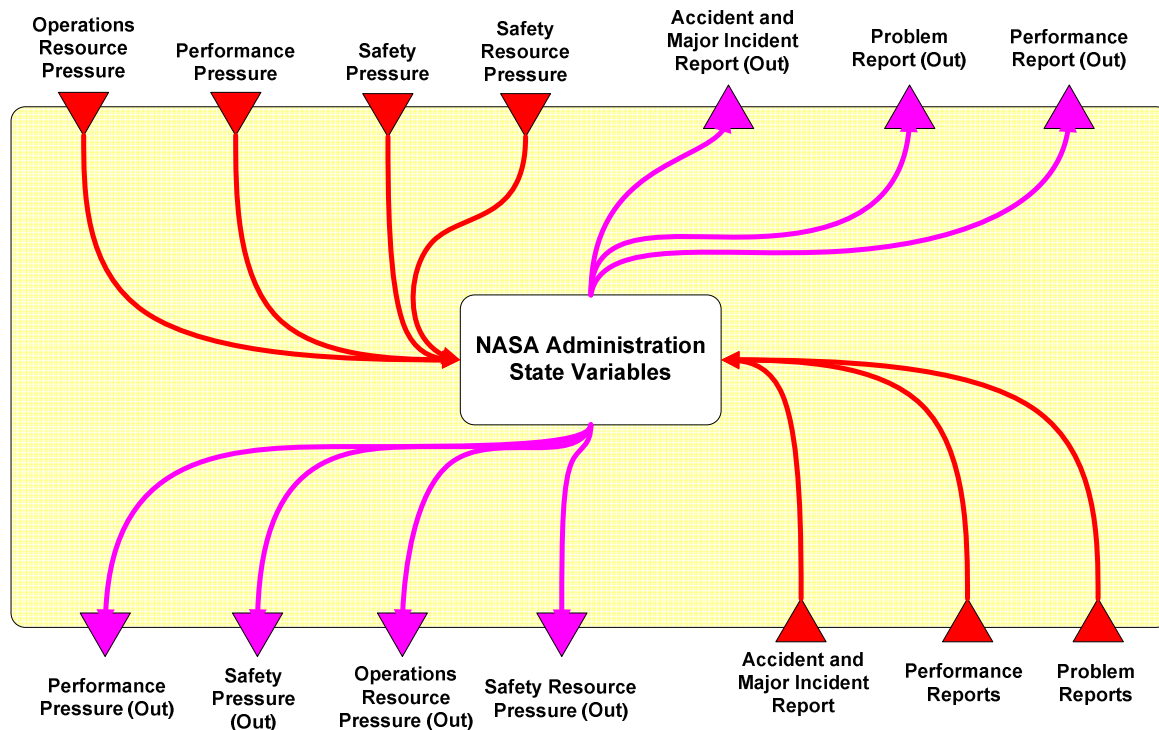 Operations
Resource
Pressure
Performance
Pressure
Safety
Pressure
Safety
Resource
Pressure
Accident and
Major Incident
Report (Out)
Problem
Report (Out)
Performance
Report (Out)
NASA Administration
State Variables
Performance
Pressure (Out)
Safety
Pressure
(Out)
Operations
Resource
Pressure (Out)
Safety Resource
Pressure (Out)
Accident and
Major Incident
Report
Performance
Reports
Problem
Reports